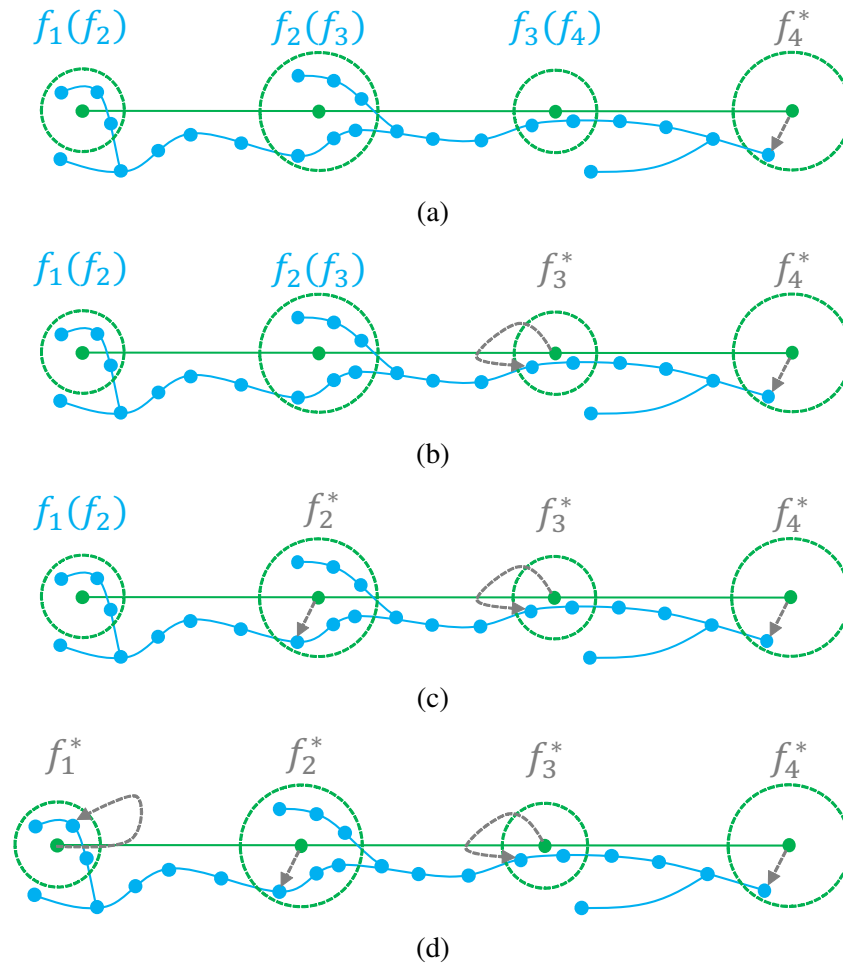 f₁(f₂) f₂(f₃) f₃(f₄) f₄*
(a)
f₁(f₂) f₂(f₃) f₃* f₄*
(b)
f₁(f₂) f₂* f₃* f₄*
(c)
f₁* f₂* f₃* f₄*
(d)